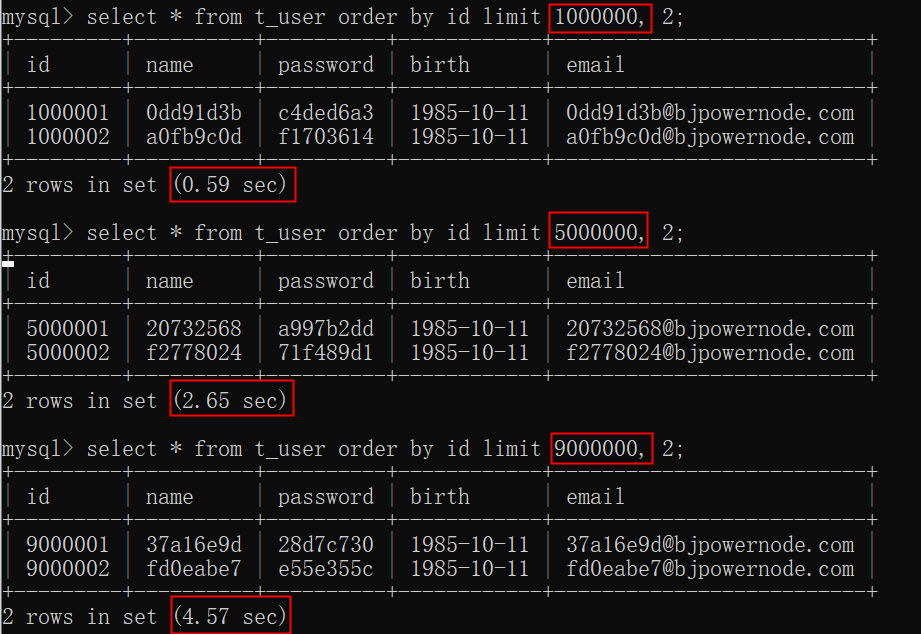 mysql> select * from t_user order by id limit 1000000, 2;
+---------+----------+----------+------------+--------------------------+
| id | name | password | birth | email |
+---------+----------+----------+------------+--------------------------+
| 1000001 | 0dd91d3b | c4ded6a3 | 1985-10-11 | 0dd91d3b@bjpowernode.com |
| 1000002 | a0fb9c0d | f1703614 | 1985-10-11 | a0fb9c0d@bjpowernode.com |
+---------+----------+----------+------------+--------------------------+
2 rows in set (0.59 sec)
mysql> select * from t_user order by id limit 5000000, 2;
+---------+----------+----------+------------+--------------------------+
| id | name | password | birth | email |
+---------+----------+----------+------------+--------------------------+
| 5000001 | 20732568 | a997b2dd | 1985-10-11 | 20732568@bjpowernode.com |
| 5000002 | f2778024 | 71f489d1 | 1985-10-11 | f2778024@bjpowernode.com |
+---------+----------+----------+------------+--------------------------+
2 rows in set (2.65 sec)
mysql> select * from t_user order by id limit 9000000, 2;
+---------+----------+----------+------------+--------------------------+
| id | name | password | birth | email |
+---------+----------+----------+------------+--------------------------+
| 9000001 | 37a16e9d | 28d7c730 | 1985-10-11 | 37a16e9d@bjpowernode.com |
| 9000002 | fd0eabe7 | e55e355c | 1985-10-11 | fd0eabe7@bjpowernode.com |
+---------+----------+----------+------------+--------------------------+
2 rows in set (4.57 sec)